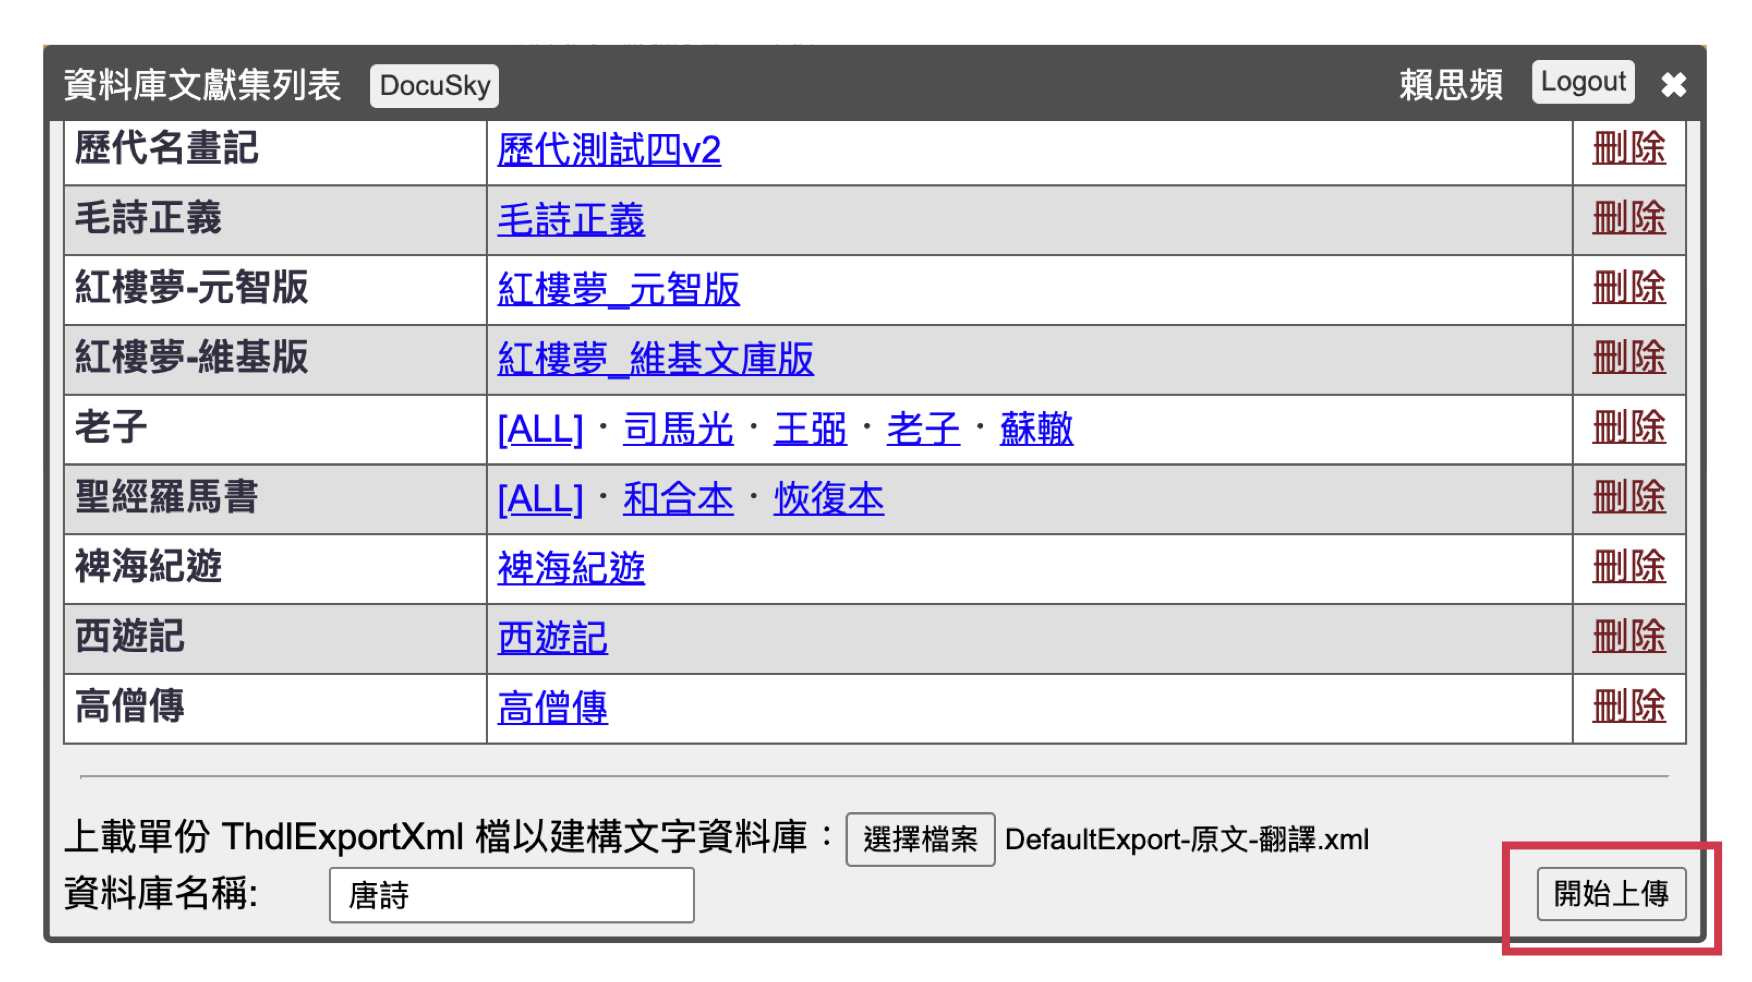 資料庫文獻集列表 DocuSky 賴思頻 Logout ✖
歷代名畫記 歷代測試四v2 刪除
毛詩正義 毛詩正義 刪除
紅樓夢-元智版 紅樓夢_元智版 刪除
紅樓夢-維基版 紅樓夢_維基文庫版 刪除
老子 [ALL]・司馬光・王弼・老子・蘇轍 刪除
聖經羅馬書 [ALL]・和合本・恢復本 刪除
裨海紀遊 裨海紀遊 刪除
西遊記 西遊記 刪除
高僧傳 高僧傳 刪除
上載單份 ThdlExportXml 檔以建構文字資料庫： 選擇檔案 DefaultExport-原文-翻譯.xml
資料庫名稱: 唐詩 開始上傳